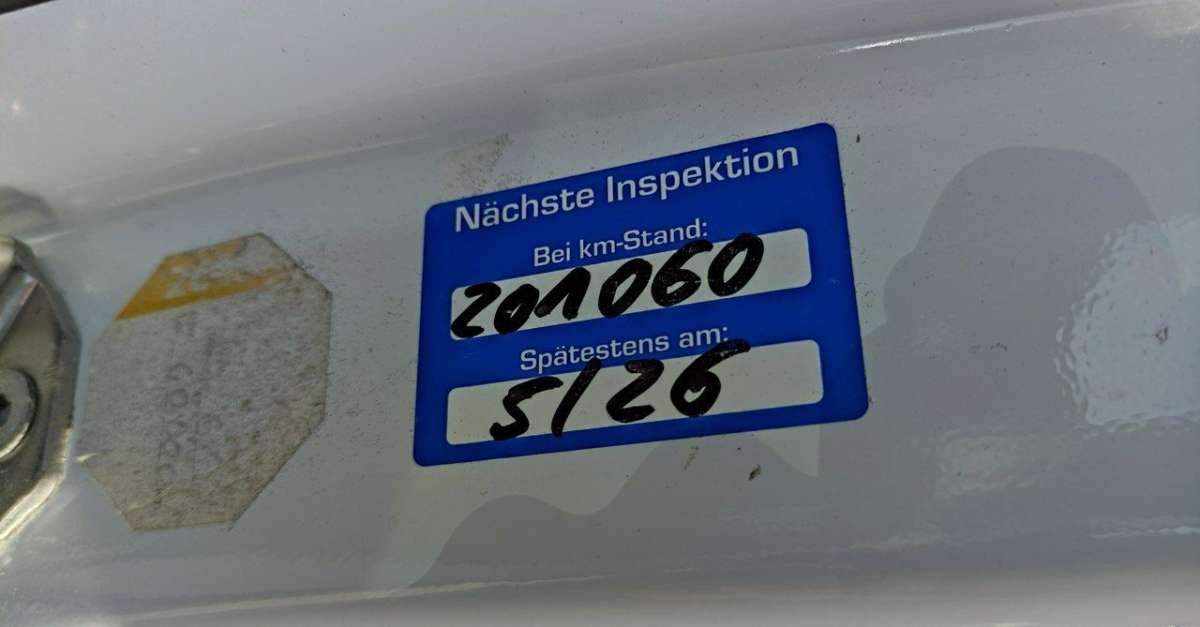 Nächste Inspektion
Bei km-Stand:
201060
Spätestens am:
5/26